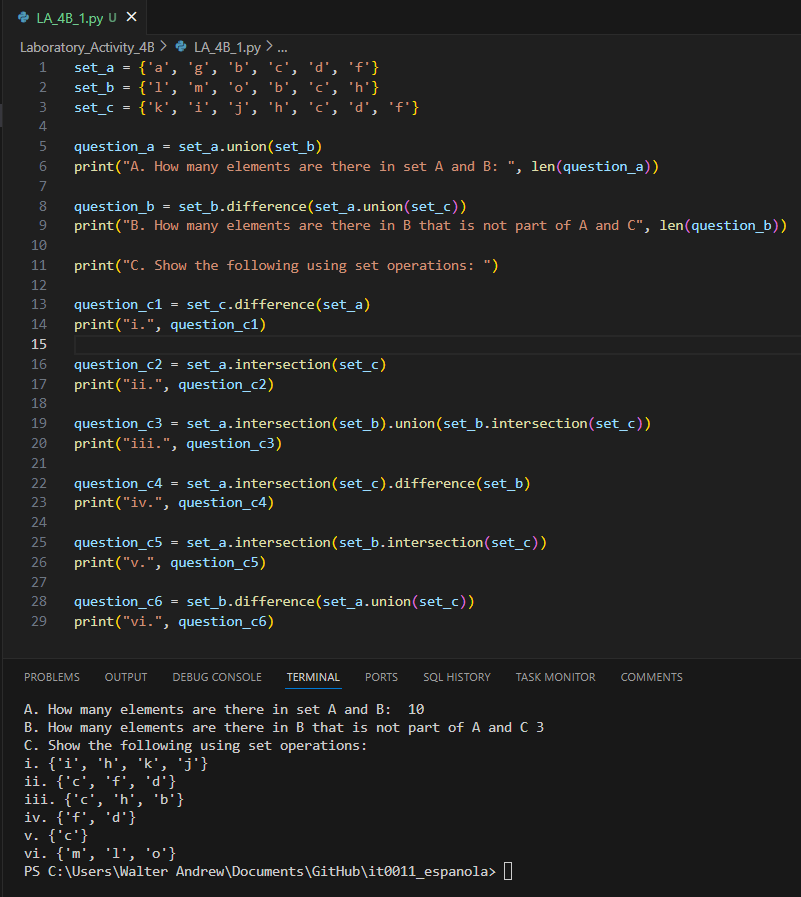 LA_4B_1.py U ✕
Laboratory_Activity_4B > LA_4B_1.py > ...
1 set_a = {'a', 'g', 'b', 'c', 'd', 'f'}
2 set_b = {'l', 'm', 'o', 'b', 'c', 'h'}
3 set_c = {'k', 'i', 'j', 'h', 'c', 'd', 'f'}
4
5 question_a = set_a.union(set_b)
6 print("A. How many elements are there in set A and B: ", len(question_a))
7
8 question_b = set_b.difference(set_a.union(set_c))
9 print("B. How many elements are there in B that is not part of A and C", len(question_b))
10
11 print("C. Show the following using set operations: ")
12
13 question_c1 = set_c.difference(set_a)
14 print("i.", question_c1)
15
16 question_c2 = set_a.intersection(set_c)
17 print("ii.", question_c2)
18
19 question_c3 = set_a.intersection(set_b).union(set_b.intersection(set_c))
20 print("iii.", question_c3)
21
22 question_c4 = set_a.intersection(set_c).difference(set_b)
23 print("iv.", question_c4)
24
25 question_c5 = set_a.intersection(set_b.intersection(set_c))
26 print("v.", question_c5)
27
28 question_c6 = set_b.difference(set_a.union(set_c))
29 print("vi.", question_c6)
PROBLEMS OUTPUT DEBUG CONSOLE TERMINAL PORTS SQL HISTORY TASK MONITOR COMMENTS
A. How many elements are there in set A and B:  10
B. How many elements are there in B that is not part of A and C 3
C. Show the following using set operations:
i. {'i', 'h', 'k', 'j'}
ii. {'c', 'f', 'd'}
iii. {'c', 'h', 'b'}
iv. {'f', 'd'}
v. {'c'}
vi. {'m', 'l', 'o'}
PS C:\Users\Walter Andrew\Documents\GitHub\it0011_espanola>